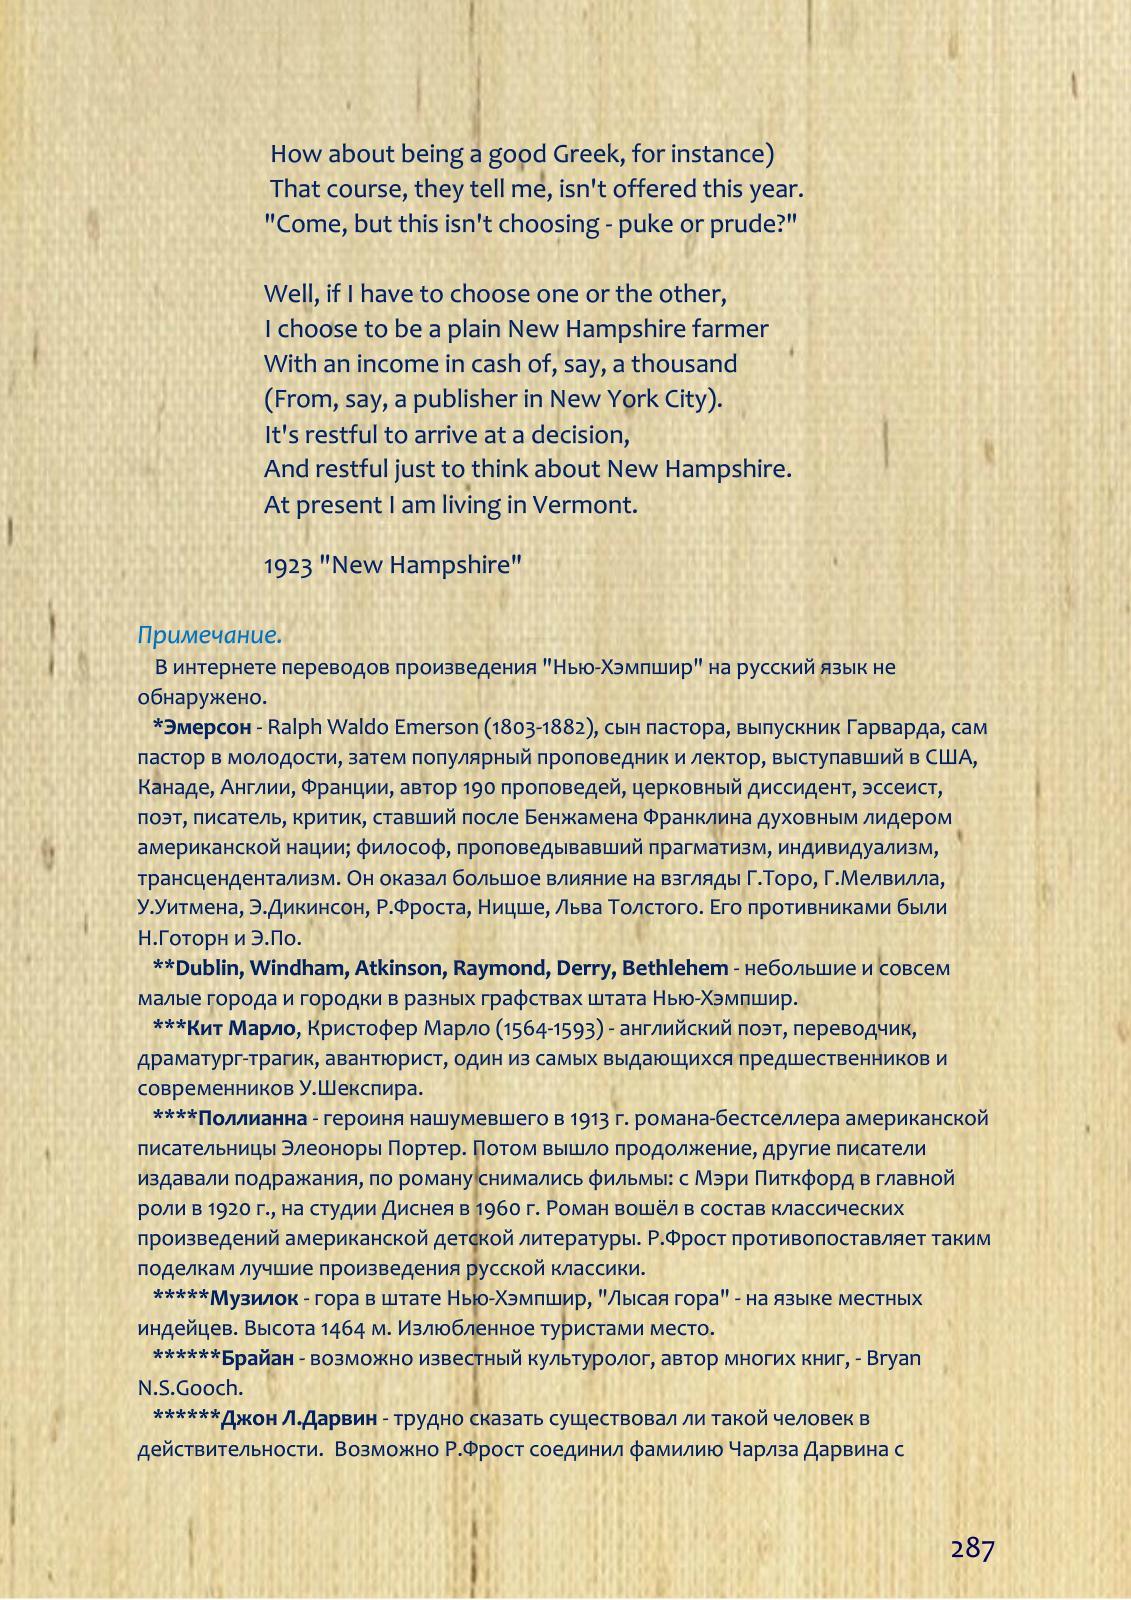 How about being a good Greek, for instance)
That course, they tell me, isn't offered this year.
"Come, but this isn't choosing - puke or prude?"
Well, if I have to choose one or the other,
I choose to be a plain New Hampshire farmer
With an income in cash of, say, a thousand
(From, say, a publisher in New York City).
It's restful to arrive at a decision,
And restful just to think about New Hampshire.
At present I am living in Vermont.
1923 "New Hampshire"
Примечание.
В интернете переводов произведения "Нью-Хэмпшир" на русский язык не
обнаружено.
*Эмерсон - Ralph Waldo Emerson (1803-1882), сын пастора, выпускник Гарварда, сам
пастор в молодости, затем популярный проповедник и лектор, выступавший в США,
Канаде, Англии, Франции, автор 190 проповедей, церковный диссидент, эссеист,
поэт, писатель, критик, ставший после Бенжамена Франклина духовным лидером
американской нации; философ, проповедывавший прагматизм, индивидуализм,
трансцендентализм. Он оказал большое влияние на взгляды Г.Торо, Г.Мелвилла,
У.Уитмена, Э.Дикинсон, Р.Фроста, Ницше, Льва Толстого. Его противниками были
Н.Готорн и Э.По.
**Dublin, Windham, Atkinson, Raymond, Derry, Bethlehem - небольшие и совсем
малые города и городки в разных графствах штата Нью-Хэмпшир.
***Кит Марло, Кристофер Марло (1564-1593) - английский поэт, переводчик,
драматург-трагик, авантюрист, один из самых выдающихся предшественников и
современников У.Шекспира.
****Поллианна - героиня нашумевшего в 1913 г. романа-бестселлера американской
писательницы Элеоноры Портер. Потом вышло продолжение, другие писатели
издавали подражания, по роману снимались фильмы: с Мэри Питкфорд в главной
роли в 1920 г., на студии Диснея в 1960 г. Роман вошёл в состав классических
произведений американской детской литературы. Р.Фрост противопоставляет таким
поделкам лучшие произведения русской классики.
*****Музилок - гора в штате Нью-Хэмпшир, "Лысая гора" - на языке местных
индейцев. Высота 1464 м. Излюбленное туристами место.
******Брайан - возможно известный культуролог, автор многих книг, - Bryan
N.S.Gooch.
******Джон Л.Дарвин - трудно сказать существовал ли такой человек в
действительности.  Возможно Р.Фрост соединил фамилию Чарлза Дарвина с
287